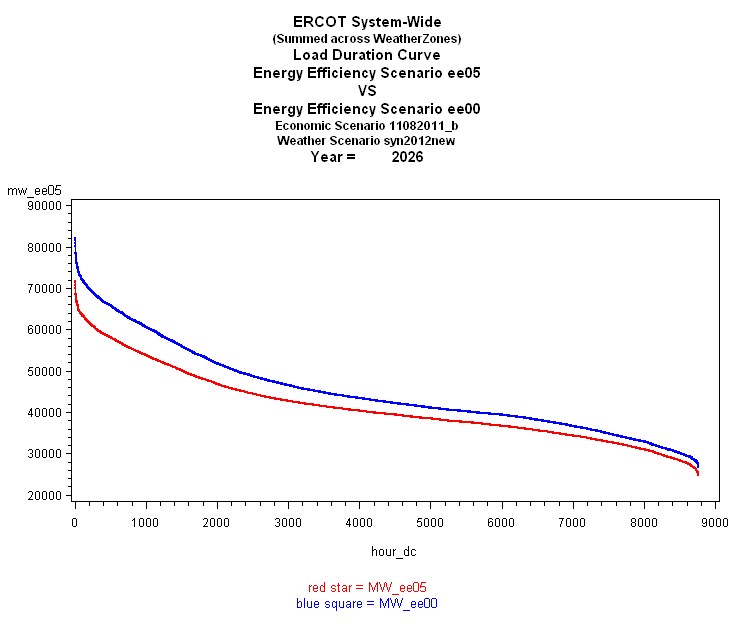 ERCOT System-Wide
(Summed across WeatherZones)
Load Duration Curve
Energy Efficiency Scenario ee05
VS
Energy Efficiency Scenario ee00
Economic Scenario 11082011_b
Weather Scenario syn2012new
Year = 2026
mw_ee05
90000
80000
70000
60000
50000
40000
30000
20000
0 1000 2000 3000 4000 5000 6000 7000 8000 9000
hour_dc
red star = MW_ee05
blue square = MW_ee00